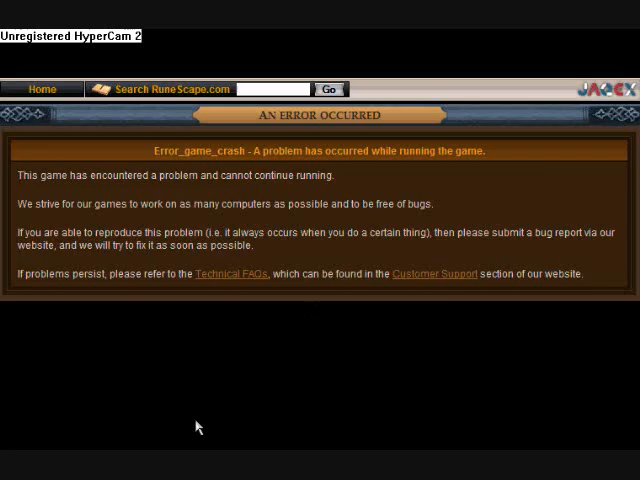 Unregistered HyperCam 2
Home Search RuneScape.com Go JAGEX
AN ERROR OCCURRED
Error_game_crash - A problem has occurred while running the game.
This game has encountered a problem and cannot continue running.
We strive for our games to work on as many computers as possible and to be free of bugs.
If you are able to reproduce this problem (i.e. it always occurs when you do a certain thing), then please submit a bug report via our
website, and we will try to fix it as soon as possible.
If problems persist, please refer to the Technical FAQs, which can be found in the Customer Support section of our website.